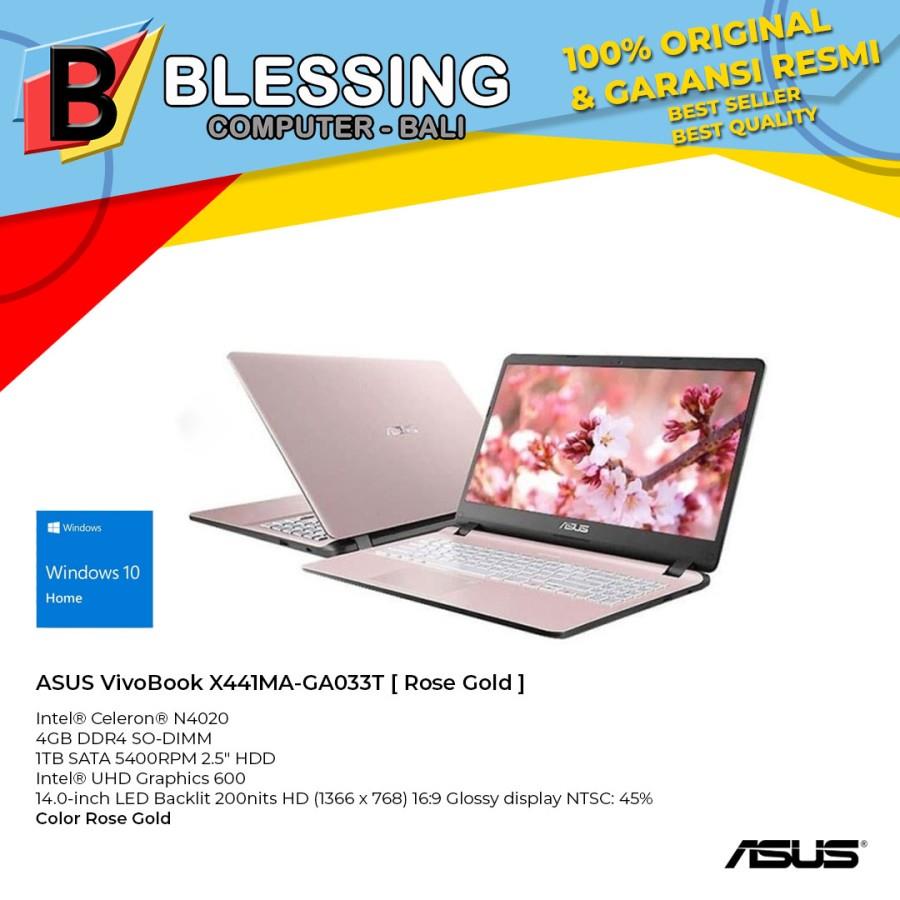 B BLESSING
COMPUTER - BALI
100% ORIGINAL
& GARANSI RESMI
BEST SELLER
BEST QUALITY
ASUS
ASUS
Windows
Windows 10
Home
ASUS VivoBook X441MA-GA033T [ Rose Gold ]
Intel® Celeron® N4020
4GB DDR4 SO-DIMM
1TB SATA 5400RPM 2.5" HDD
Intel® UHD Graphics 600
14.0-inch LED Backlit 200nits HD (1366 x 768) 16:9 Glossy display NTSC: 45%
Color Rose Gold
ASUS®